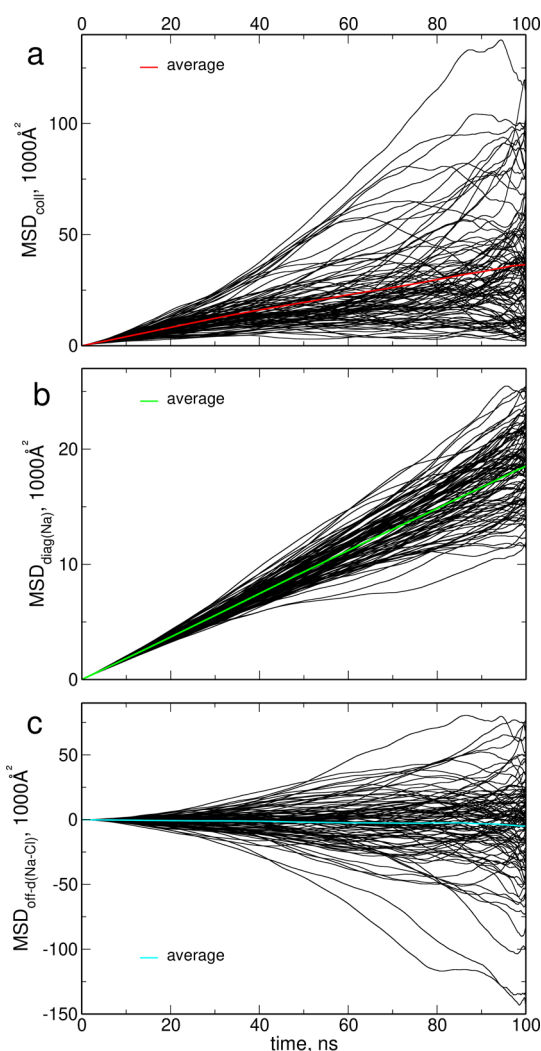 0 20 40 60 80 100
a
average
MSD_coll, 1000Å²
100
50
0
b
average
MSD_diag(Na), 1000Å²
20
10
0
c
MSD_off-d(Na-Cl), 1000Å²
50
0
-50
-100
-150
average
0 20 40 60 80 100
time, ns